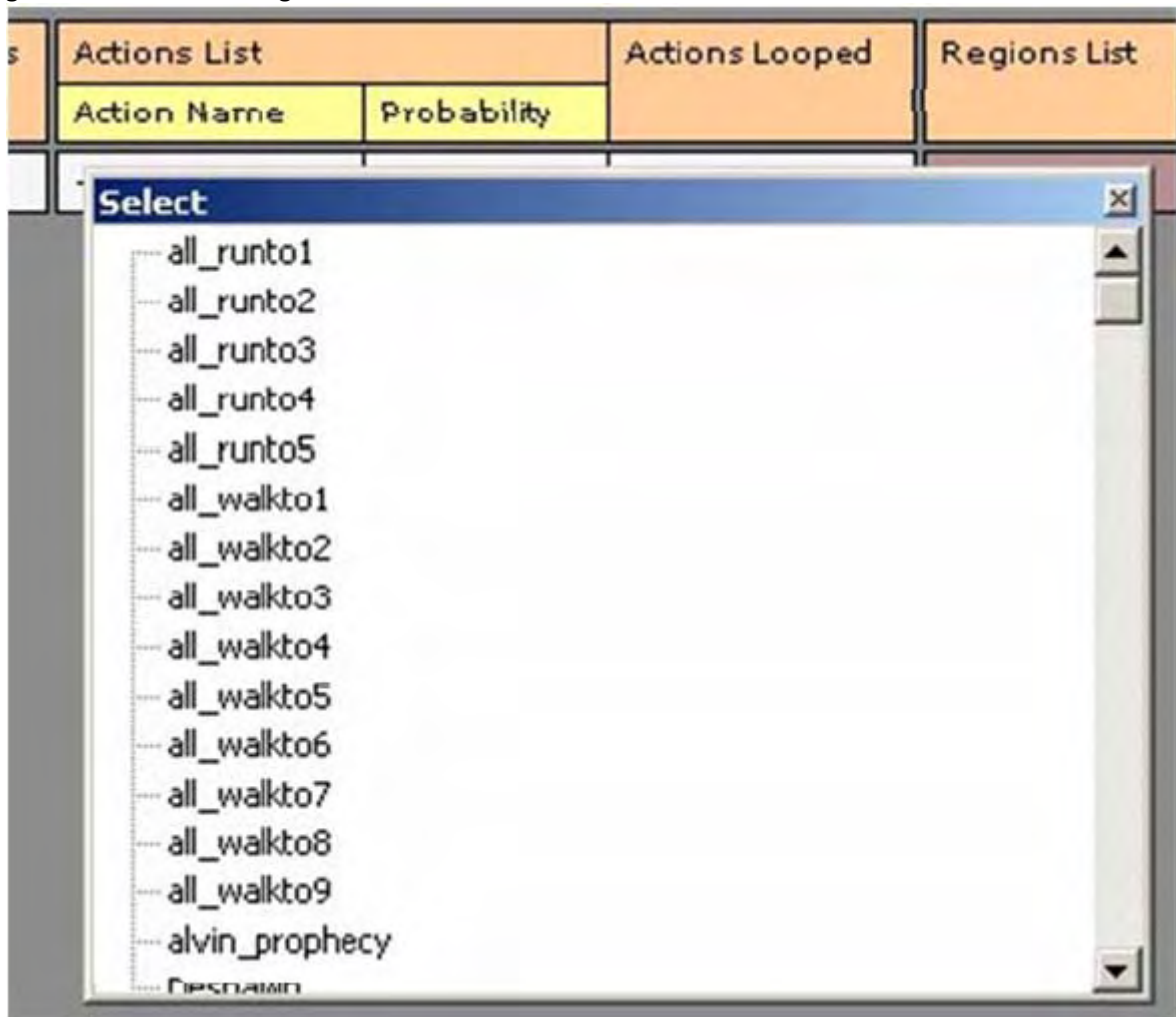 s Actions List Actions Looped Regions List
Action Name Probability
Select
all_runto1
all_runto2
all_runto3
all_runto4
all_runto5
all_walkto1
all_walkto2
all_walkto3
all_walkto4
all_walkto5
all_walkto6
all_walkto7
all_walkto8
all_walkto9
alvin_prophecy
Despawn